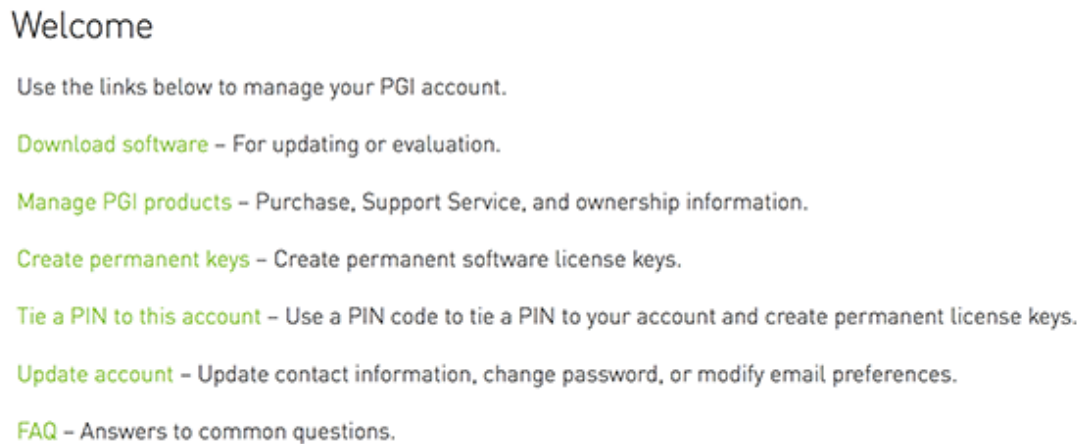 Welcome
Use the links below to manage your PGI account.
Download software – For updating or evaluation.
Manage PGI products – Purchase, Support Service, and ownership information.
Create permanent keys – Create permanent software license keys.
Tie a PIN to this account – Use a PIN code to tie a PIN to your account and create permanent license keys.
Update account – Update contact information, change password, or modify email preferences.
FAQ – Answers to common questions.